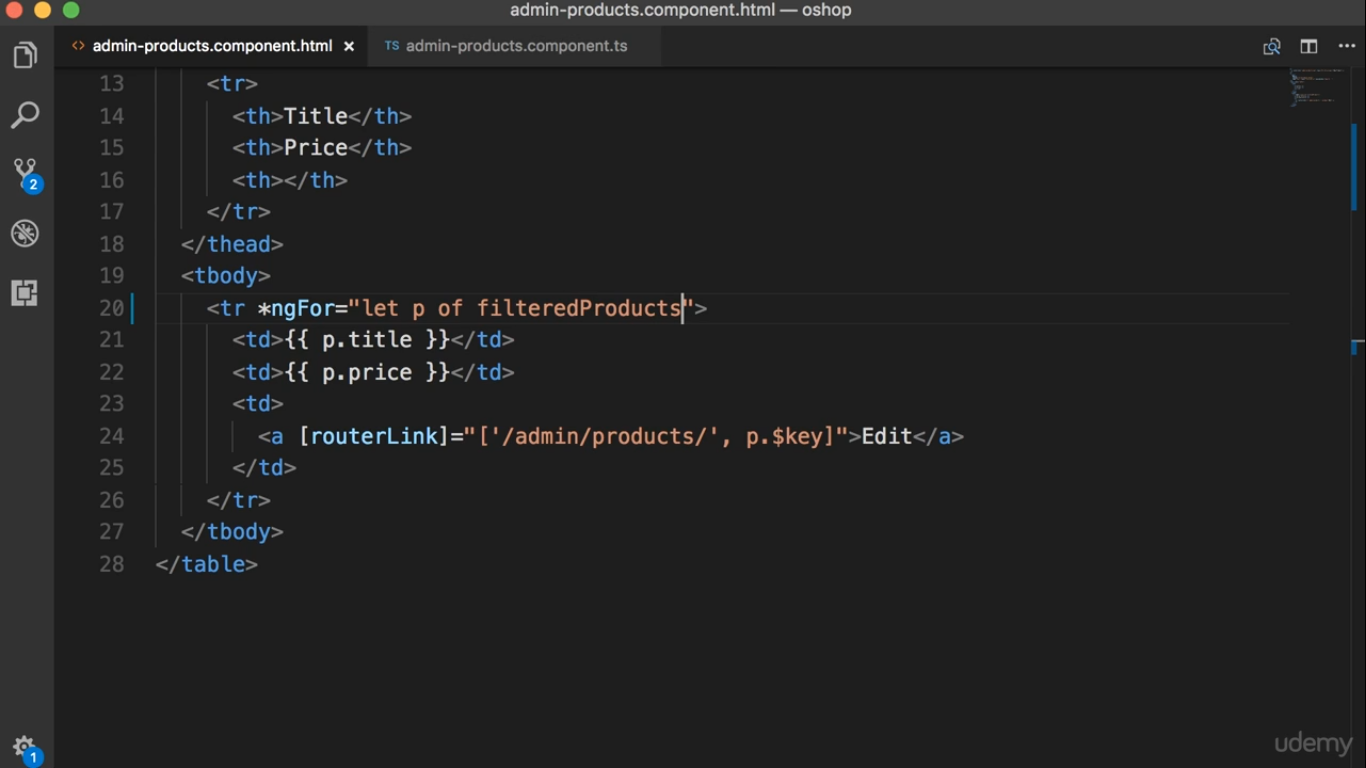 admin-products.component.html — oshop
<> admin-products.component.html ×
TS admin-products.component.ts
13 <tr>
14 <th>Title</th>
15 <th>Price</th>
16 <th></th>
17 </tr>
18 </thead>
19 <tbody>
20 <tr *ngFor="let p of filteredProducts">
21 <td>{{ p.title }}</td>
22 <td>{{ p.price }}</td>
23 <td>
24 <a [routerLink]="['/admin/products/', p.$key]">Edit</a>
25 </td>
26 </tr>
27 </tbody>
28 </table>
2
1
udemy